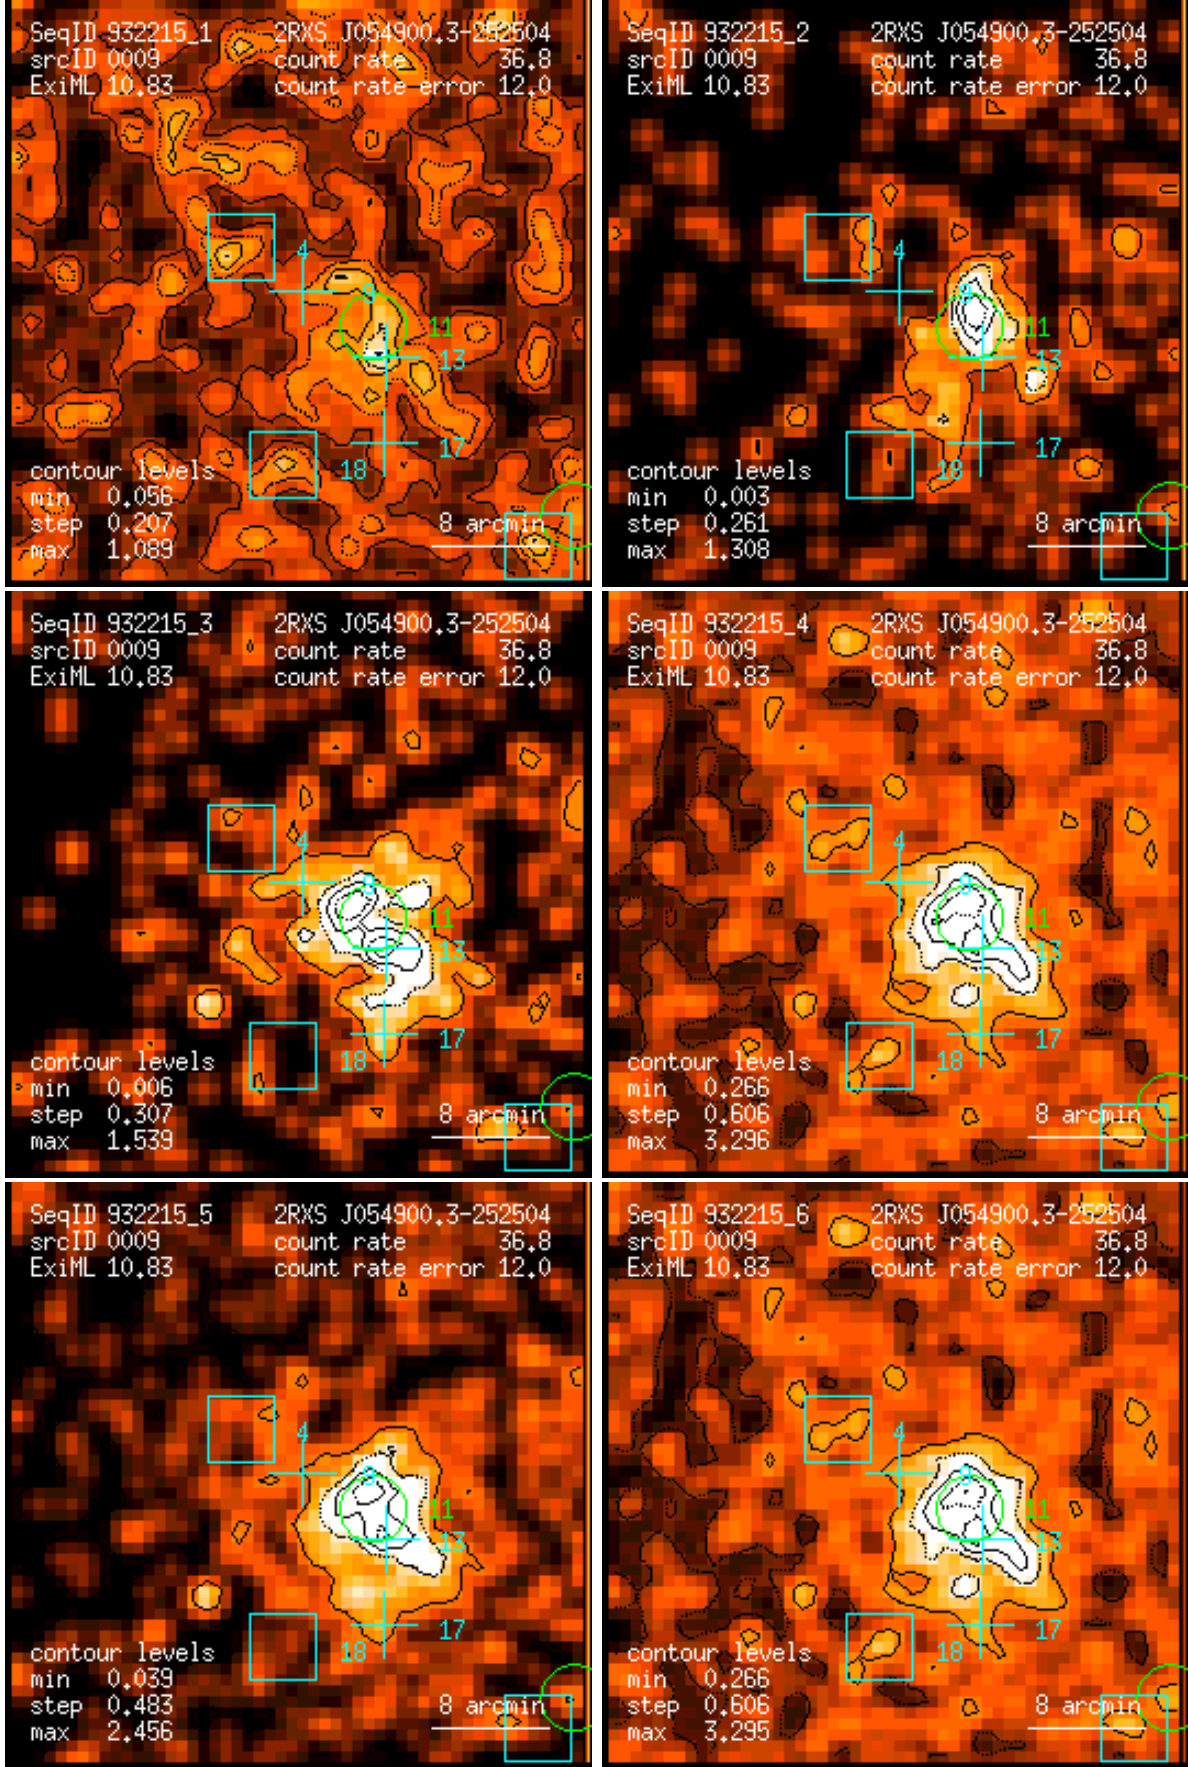 SeqID 932215_1 2RXS J054900.3-252504
srcID 0009 count rate 36.8
ExiML 10.83 count rate error 12.0
4
9
11
13
17
18
contour levels
min 0.056
step 0.207 8 arcmin
max 1.089
SeqID 932215_2 2RXS J054900.3-252504
srcID 0009 count rate 36.8
ExiML 10.83 count rate error 12.0
4
9
11
13
17
18
contour levels
min 0.003
step 0.261 8 arcmin
max 1.308
SeqID 932215_3 2RXS J054900.3-252504
srcID 0009 count rate 36.8
ExiML 10.83 count rate error 12.0
4
9
11
13
17
18
contour levels
min 0.006
step 0.307 8 arcmin
max 1.539
SeqID 932215_4 2RXS J054900.3-252504
srcID 0009 count rate 36.8
ExiML 10.83 count rate error 12.0
4
9
11
13
17
18
contour levels
min 0.266
step 0.606 8 arcmin
max 3.296
SeqID 932215_5 2RXS J054900.3-252504
srcID 0009 count rate 36.8
ExiML 10.83 count rate error 12.0
4
9
11
13
17
18
contour levels
min 0.039
step 0.483 8 arcmin
max 2.456
SeqID 932215_6 2RXS J054900.3-252504
srcID 0009 count rate 36.8
ExiML 10.83 count rate error 12.0
4
9
11
13
17
18
contour levels
min 0.266
step 0.606 8 arcmin
max 3.295